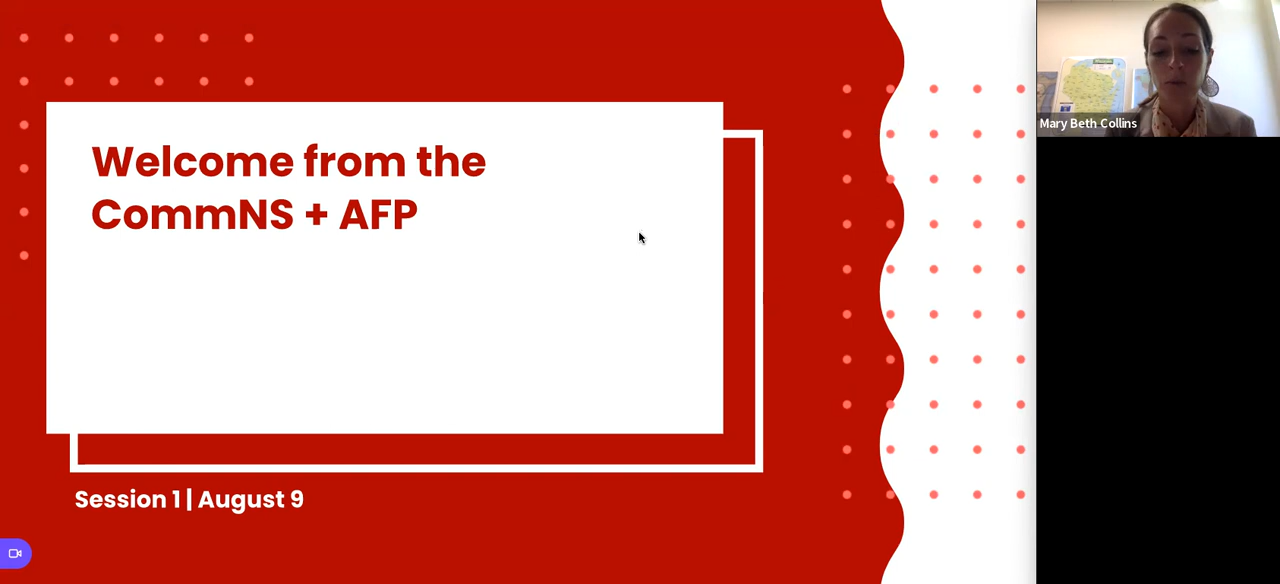 Welcome from the
CommNS + AFP
Session 1 | August 9
Mary Beth Collins